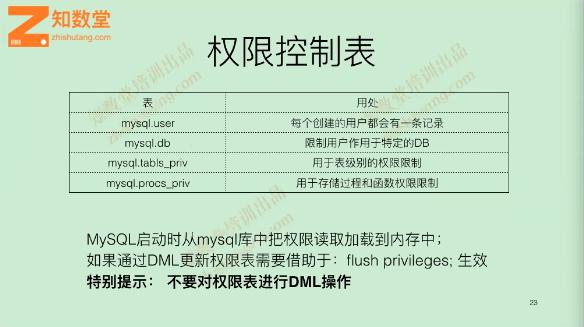 知数堂
zhishutang.com
权限控制表
表 用处
mysql.user 每个创建的用户都会有一条记录
mysql.db 限制用户作用于特定的DB
mysql.tabls_priv 用于表级别的权限限制
mysql.procs_priv 用于存储过程和函数权限限制
MySQL启动时从mysql库中把权限读取加载到内存中；
如果通过DML更新权限表需要借助于：flush privileges; 生效
特别提示： 不要对权限表进行DML操作
23